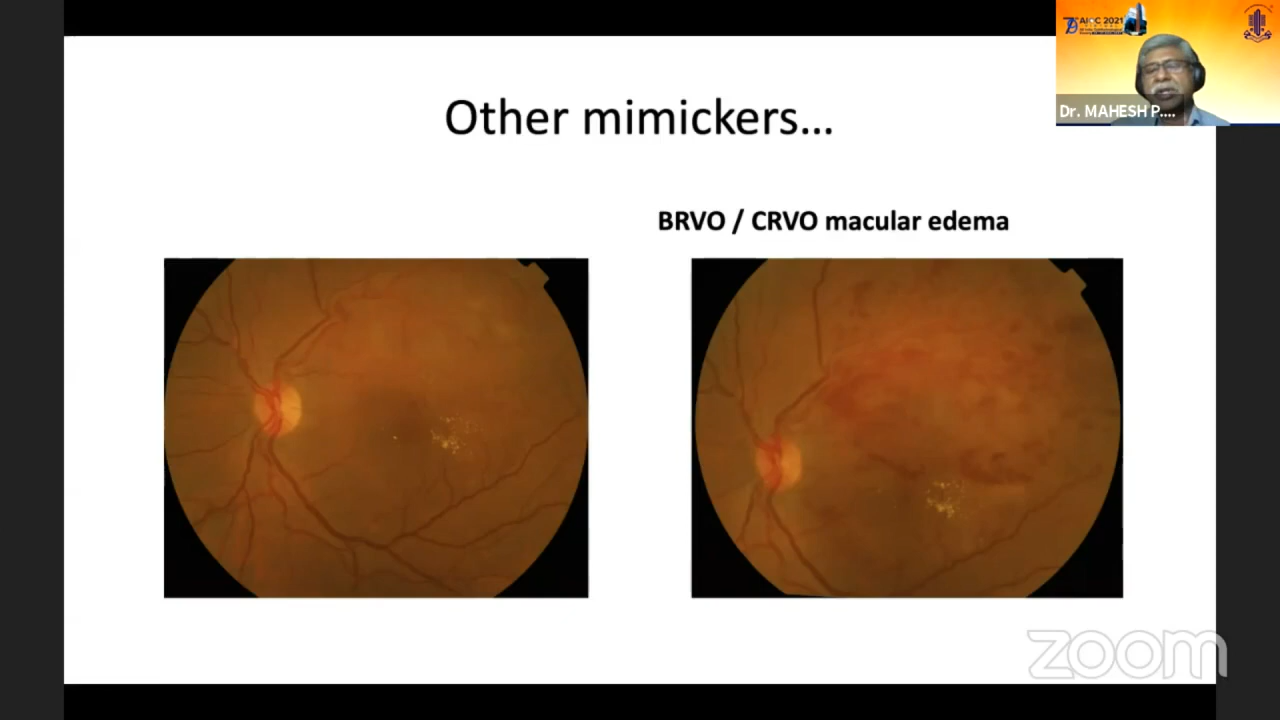 Other mimickers...
BRVO / CRVO macular edema
AIOC 2021
Dr. MAHESH P....
zoom